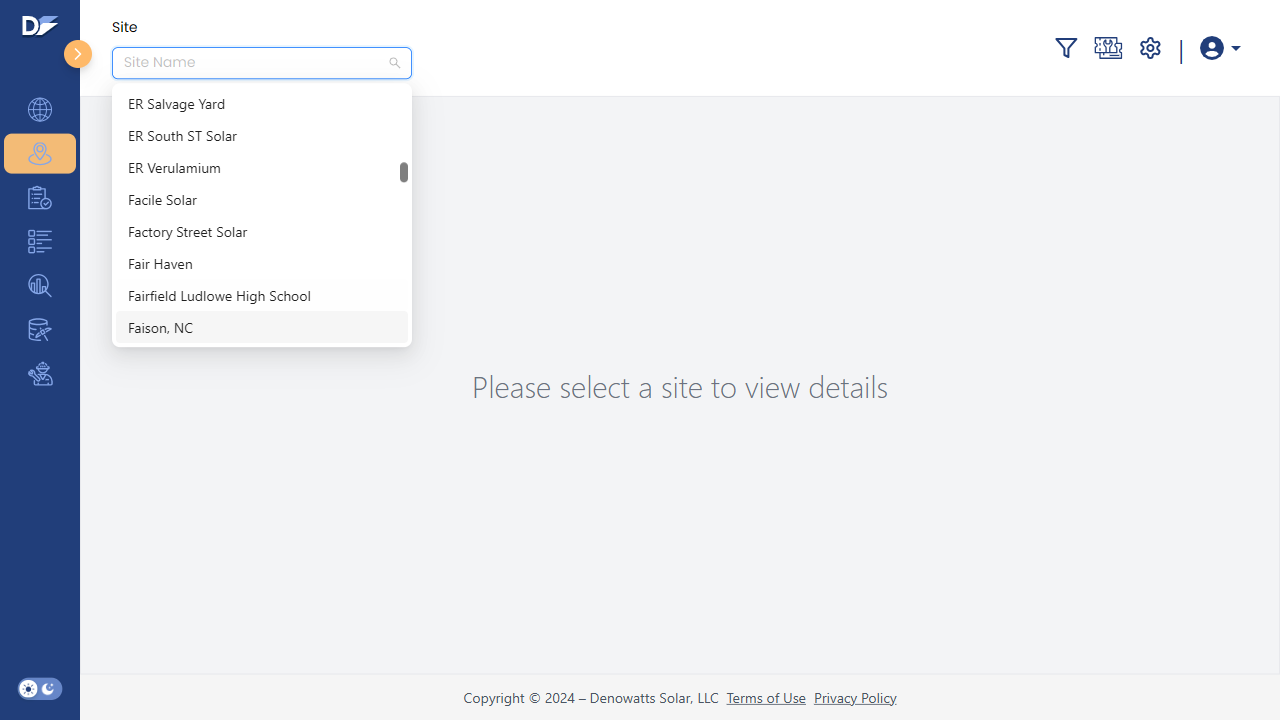 Site
Site Name
ER Salvage Yard
ER South ST Solar
ER Verulamium
Facile Solar
Factory Street Solar
Fair Haven
Fairfield Ludlowe High School
Faison, NC
Please select a site to view details
Copyright © 2024 – Denowatts Solar, LLC Terms of Use Privacy Policy